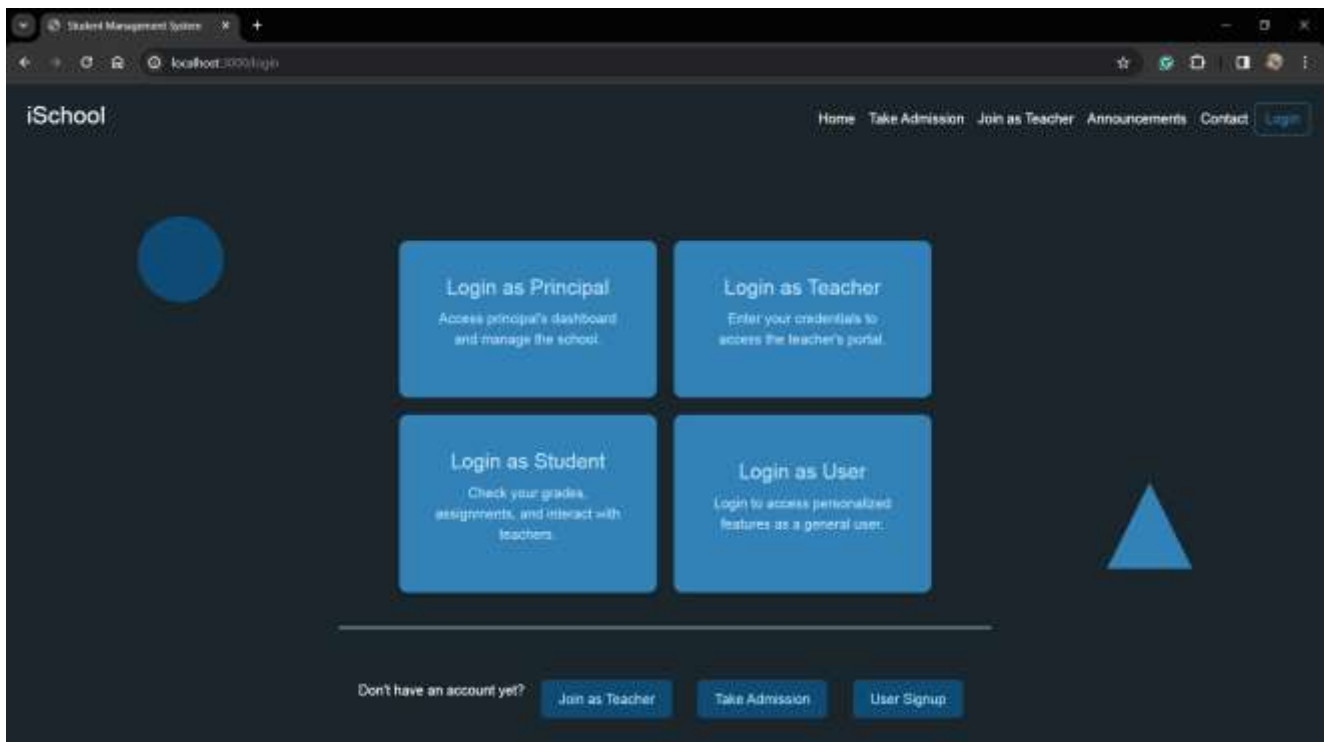 Student Management System
localhost:3000/login
iSchool
Home Take Admission Join as Teacher Announcements Contact Login
Login as Principal
Access principal's dashboard
and manage the school.
Login as Teacher
Enter your credentials to
access the teacher's portal.
Login as Student
Check your grades,
assignments, and interact with
teachers.
Login as User
Login to access personalized
features as a general user.
Don't have an account yet? Join as Teacher Take Admission User Signup